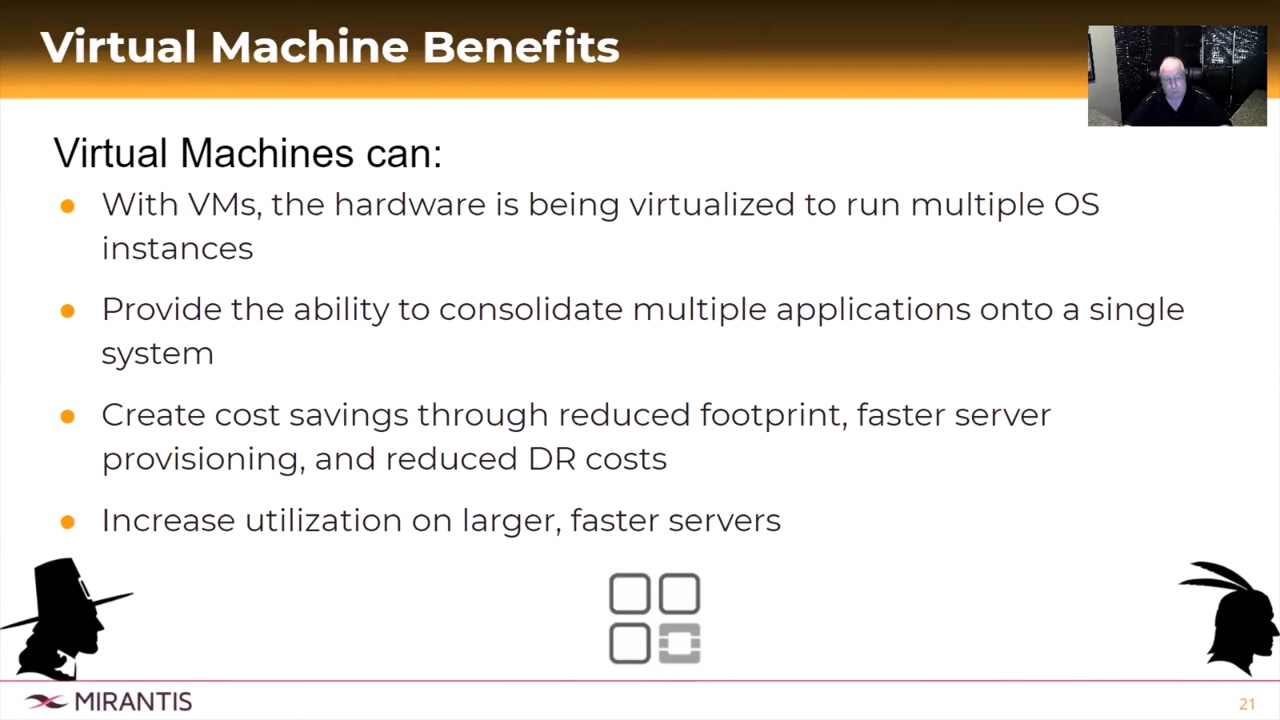 Virtual Machine Benefits
Virtual Machines can:
With VMs, the hardware is being virtualized to run multiple OS
instances
Provide the ability to consolidate multiple applications onto a single
system
Create cost savings through reduced footprint, faster server
provisioning, and reduced DR costs
Increase utilization on larger, faster servers
MIRANTIS
21